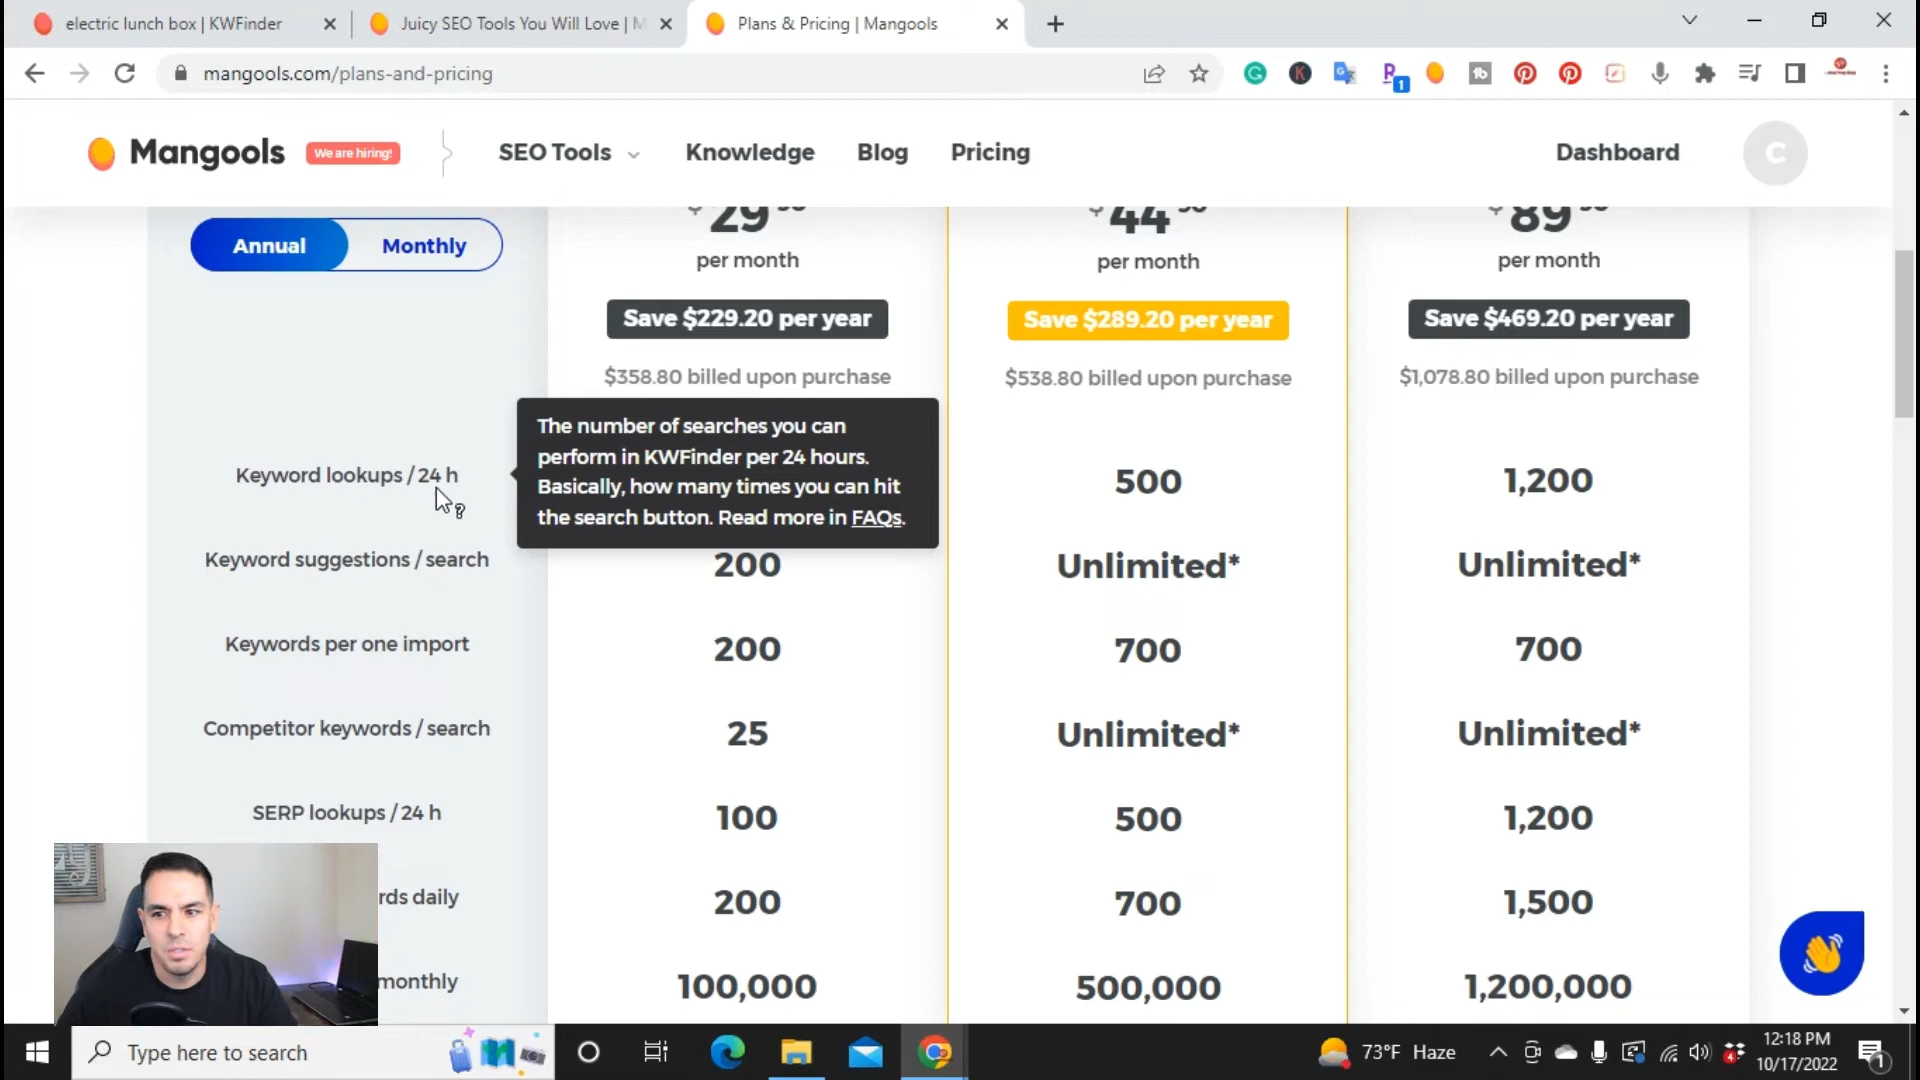 electric lunch box | KWFinder
Juicy SEO Tools You Will Love | M
Plans & Pricing | Mangools
mangools.com/plans-and-pricing
Mangools
We are hiring!
SEO Tools
Knowledge
Blog
Pricing
Dashboard
C
Annual
Monthly
$29
per month
Save $229.20 per year
$358.80 billed upon purchase
$44
per month
Save $289.20 per year
$538.80 billed upon purchase
$89
per month
Save $469.20 per year
$1,078.80 billed upon purchase
The number of searches you can
perform in KWFinder per 24 hours.
Basically, how many times you can hit
the search button. Read more in FAQs.
Keyword lookups / 24 h
500
1,200
Keyword suggestions / search
200
Unlimited*
Unlimited*
Keywords per one import
200
700
700
Competitor keywords / search
25
Unlimited*
Unlimited*
SERP lookups / 24 h
100
500
1,200
rds daily
200
700
1,500
monthly
100,000
500,000
1,200,000
Type here to search
73°F Haze
12:18 PM
10/17/2022